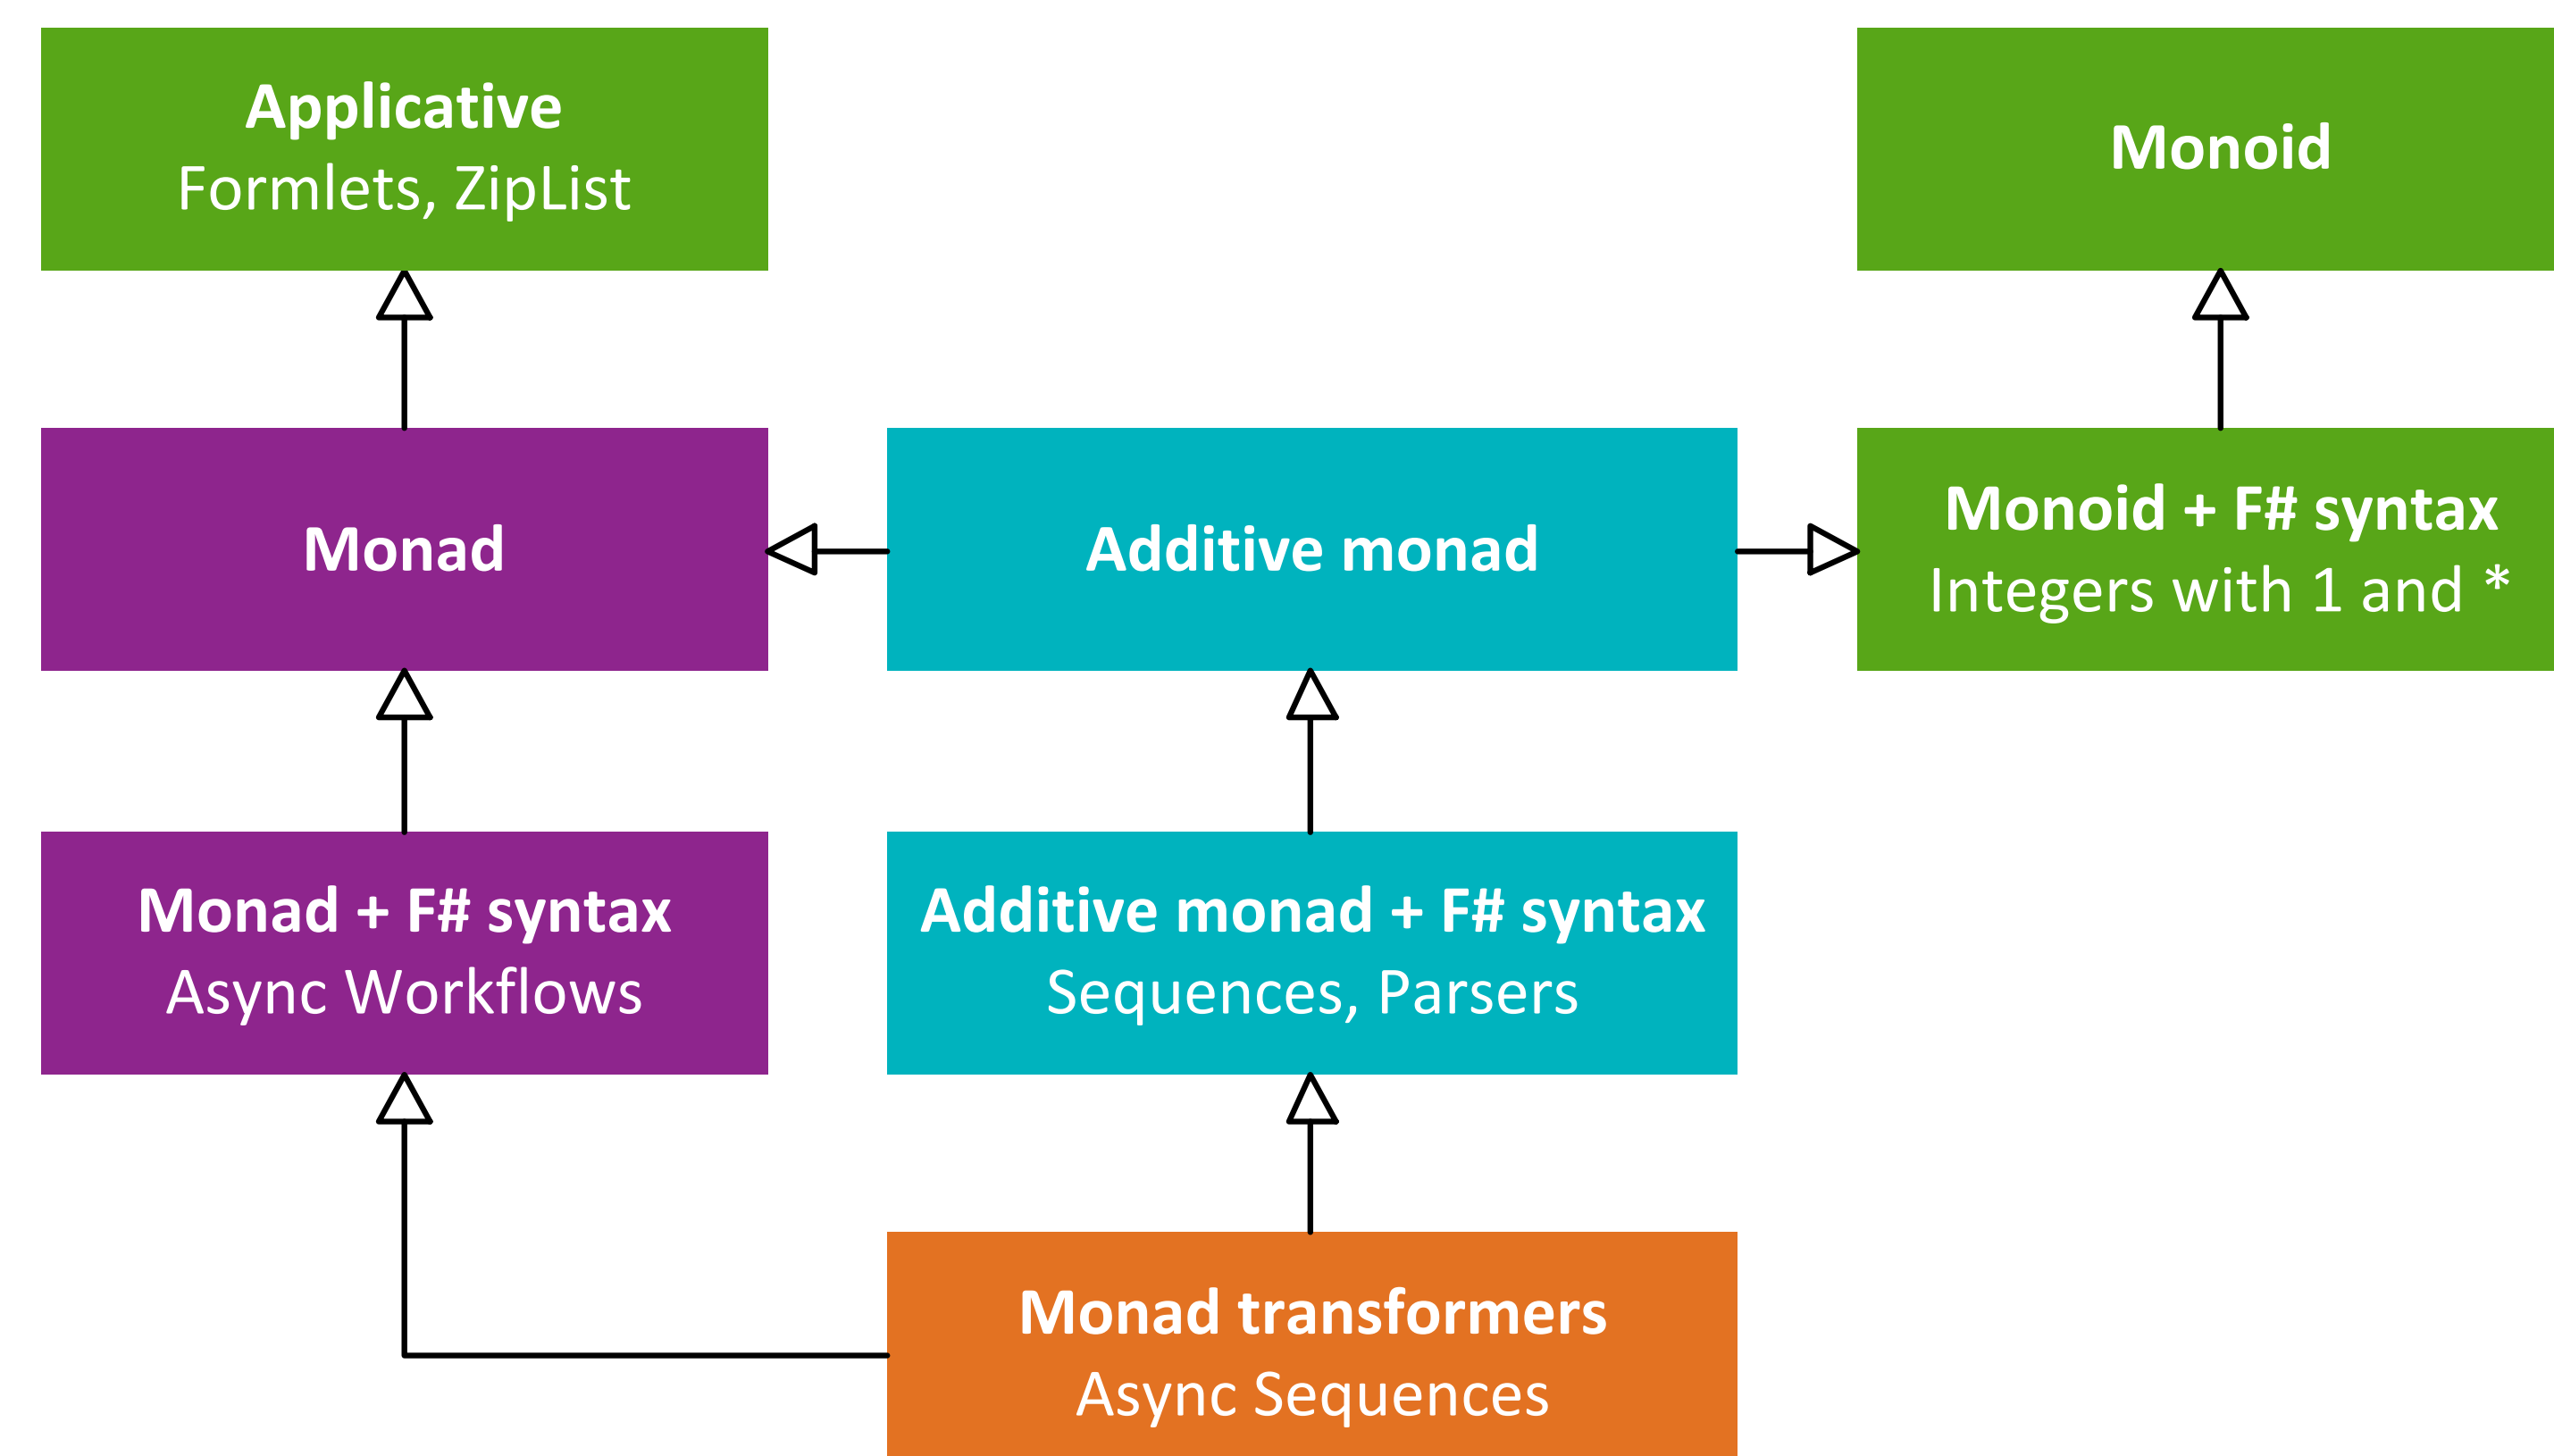 Applicative
Formlets, ZipList
Monoid
Monad
Additive monad
Monoid + F# syntax
Integers with 1 and *
Monad + F# syntax
Async Workflows
Additive monad + F# syntax
Sequences, Parsers
Monad transformers
Async Sequences